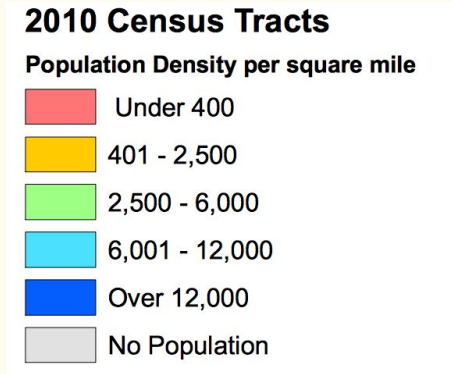 2010 Census Tracts
Population Density per square mile
Under 400
401 - 2,500
2,500 - 6,000
6,001 - 12,000
Over 12,000
No Population